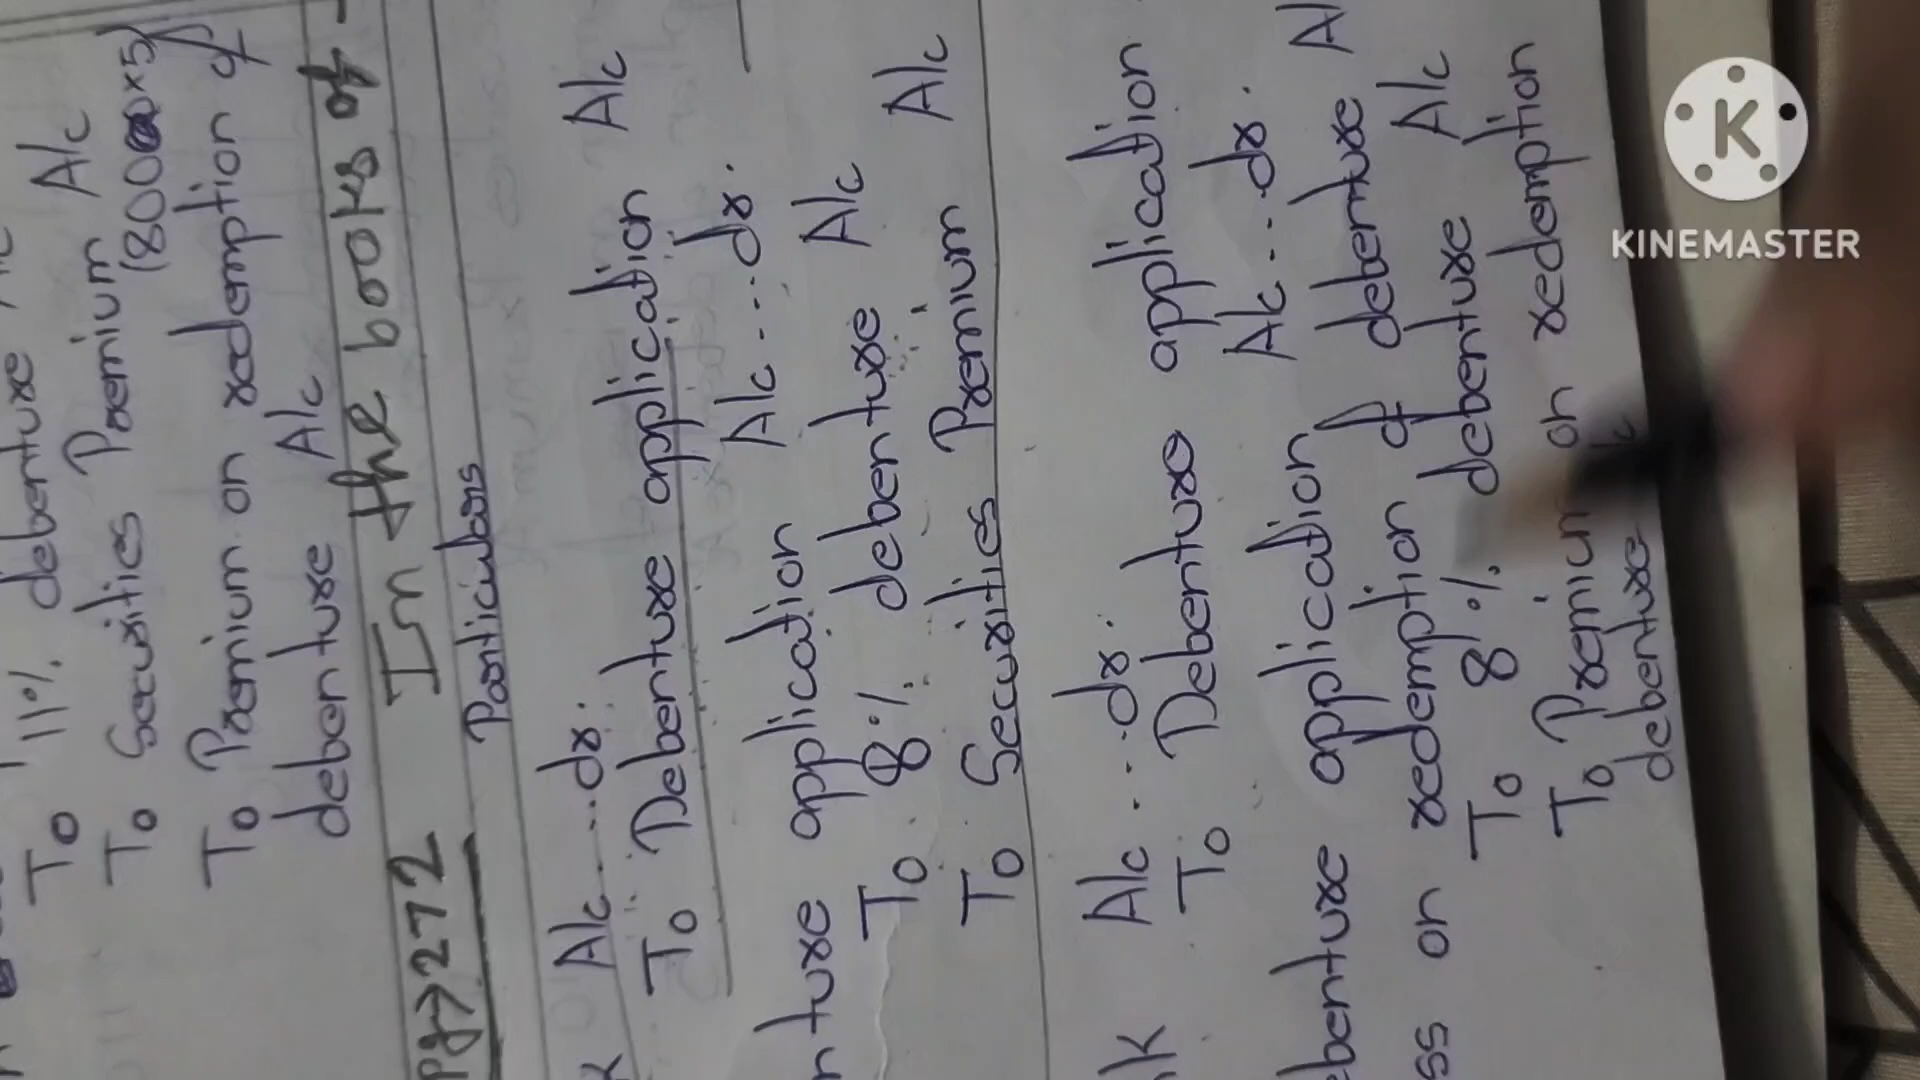 To 11% debenture A/c
To Securities Premium A/c
(8000×5)
To Premium on redemption of
debenture A/c
Pg→272 In the books of -
Particulars
A/c....dr.
To Debenture application A/c
application A/c....dr.
To 8% debenture A/c
To Securities Premium A/c
A/c....dr.
To Debenture application
application A/c....dr.
on redemption of debenture
To 8% debenture A/c
To on redemption
debenture
KINEMASTER